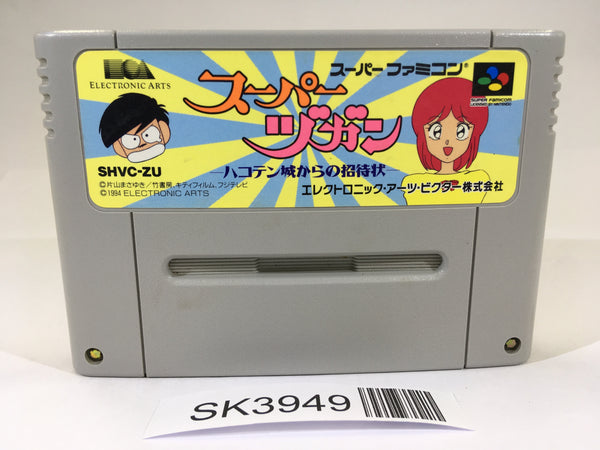 EA
ELECTRONIC ARTS
スーパーファミコン®
SUPER FAMICOM
スーパー
ヅガン
SHVC-ZU
―ハコテン城からの招待状
©片山まさゆき/竹書房、キティフィルム、フジテレビ
©1994 ELECTRONIC ARTS
エレクトロニック・アーツ・ビクター株式会社
SK3949